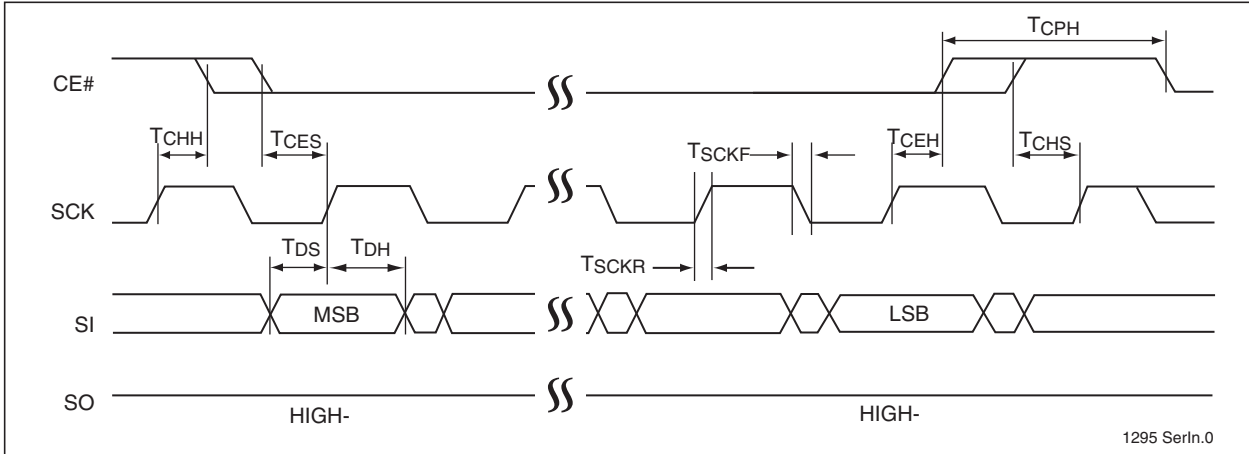 TCPH
CE#
TCHH
TCES
TSCKF
TCEH
TCHS
SCK
TDS
TDH
TSCKR
SI
MSB
LSB
SO
HIGH-
HIGH-
1295 SerIn.0